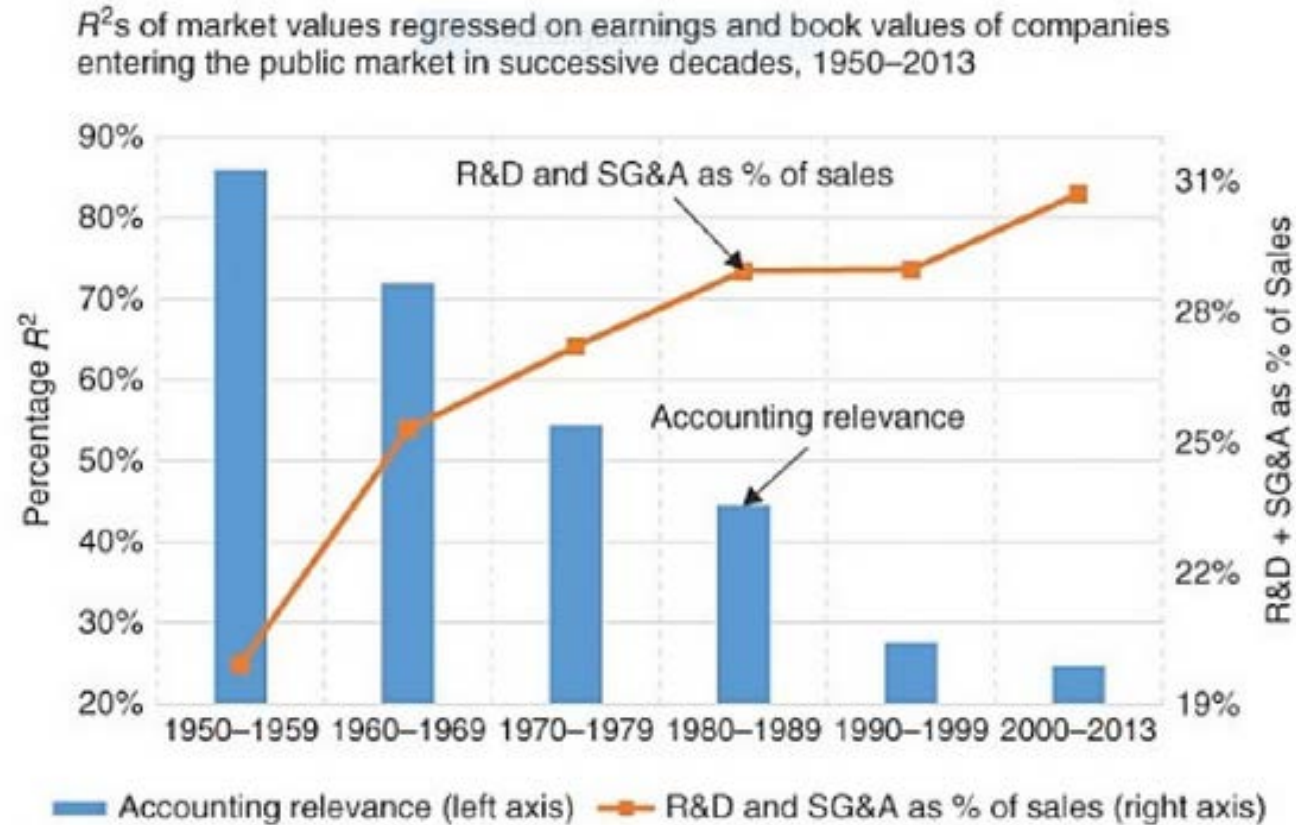 R²s of market values regressed on earnings and book values of companies
entering the public market in successive decades, 1950–2013
90%
80%
70%
60%
50%
40%
30%
20%
Percentage R²
R&D and SG&A as % of sales
Accounting relevance
31%
28%
25%
22%
19%
R&D + SG&A as % of Sales
1950–1959 1960–1969 1970–1979 1980–1989 1990–1999 2000–2013
Accounting relevance (left axis) R&D and SG&A as % of sales (right axis)